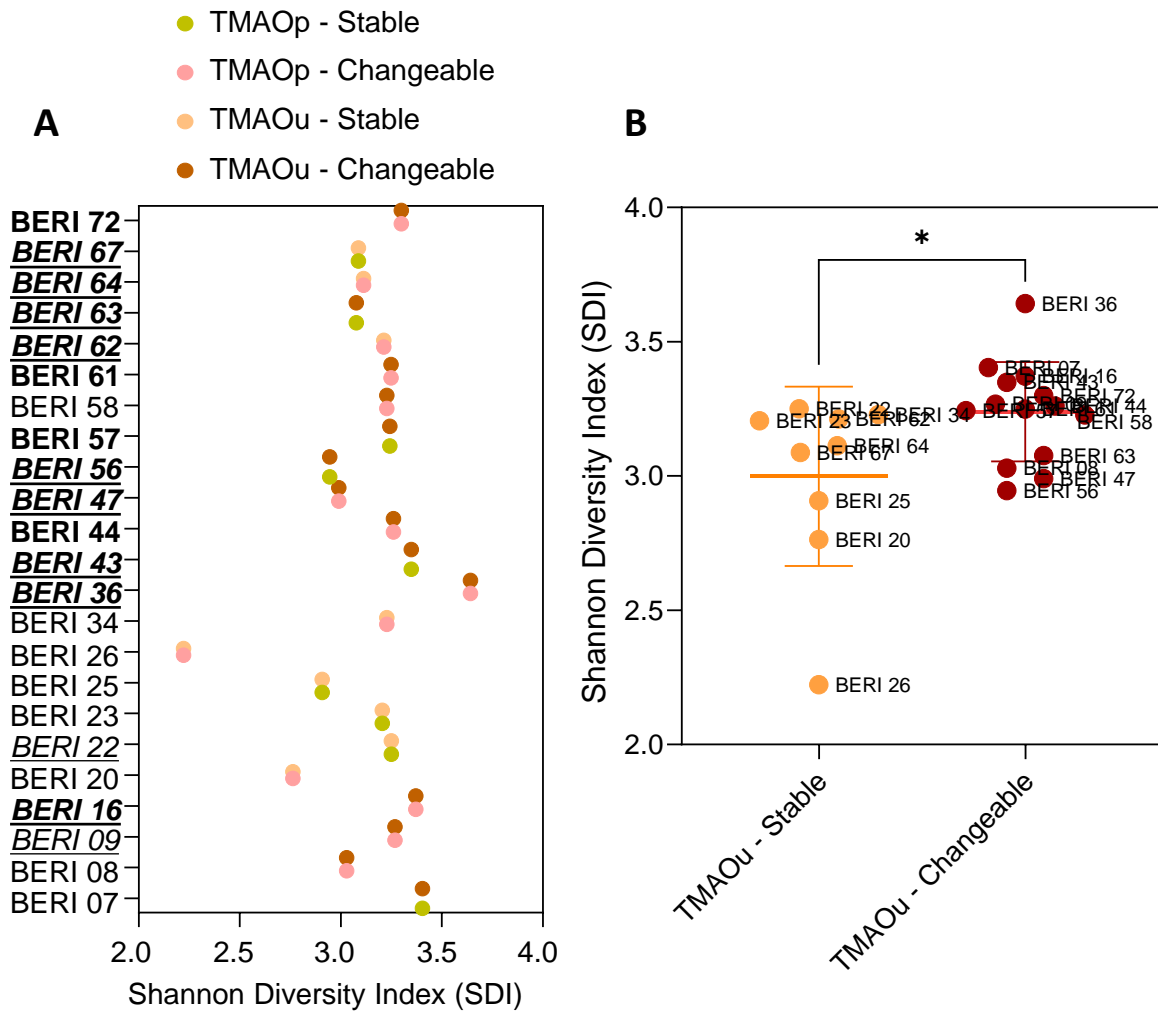 TMAOp - Stable
TMAOp - Changeable
TMAOu - Stable
TMAOu - Changeable
A
BERI 72
BERI 67
BERI 64
BERI 63
BERI 62
BERI 61
BERI 58
BERI 57
BERI 56
BERI 47
BERI 44
BERI 43
BERI 36
BERI 34
BERI 26
BERI 25
BERI 23
BERI 22
BERI 20
BERI 16
BERI 09
BERI 08
BERI 07
2.0 2.5 3.0 3.5 4.0
Shannon Diversity Index (SDI)
B
Shannon Diversity Index (SDI)
4.0
3.5
3.0
2.5
2.0
*
BERI 22
BERI 23
BERI 62
BERI 34
BERI 64
BERI 67
BERI 25
BERI 20
BERI 26
BERI 36
BERI 07
BERI 16
BERI 43
BERI 72
BERI 44
BERI 58
BERI 63
BERI 08
BERI 47
BERI 56
TMAOu - Stable
TMAOu - Changeable